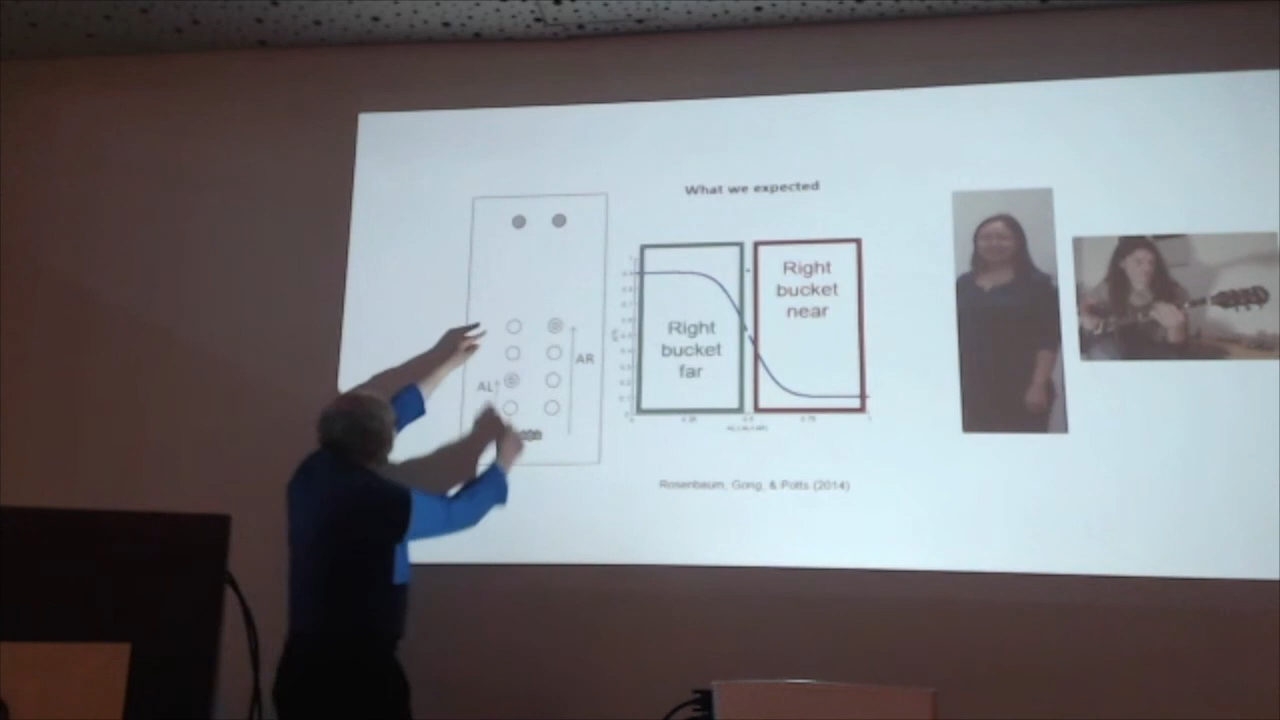 What we expected
AR
AL
Right
bucket
far
Right
bucket
near
Rosenbaum, Gong, & Potts (2014)